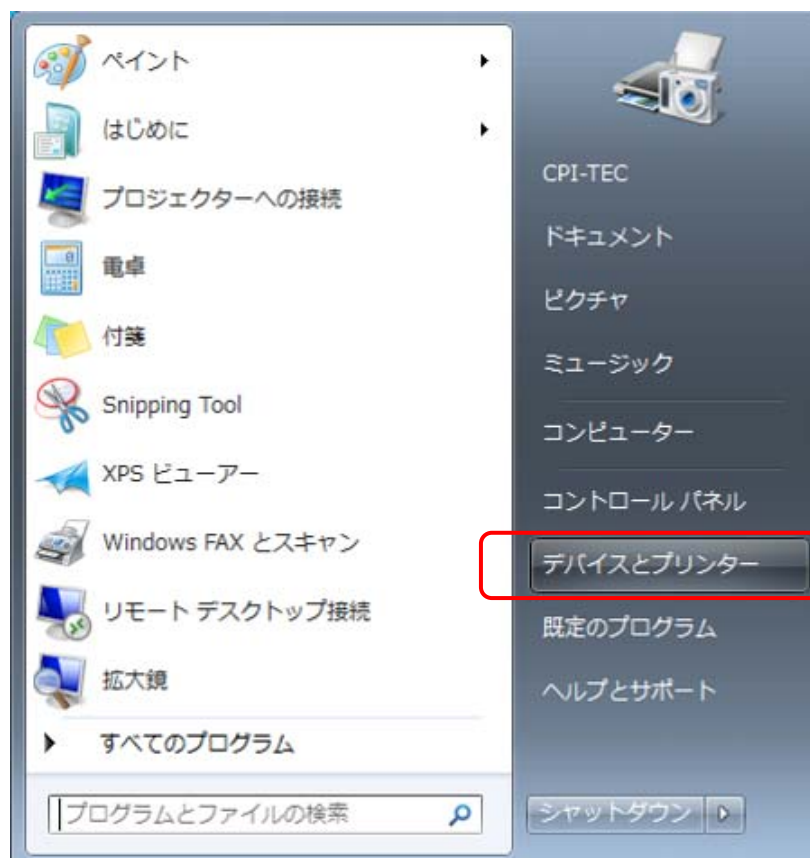 ペイント
はじめに
プロジェクターへの接続
電卓
付箋
Snipping Tool
XPS ビューアー
Windows FAX とスキャン
リモート デスクトップ接続
拡大鏡
すべてのプログラム
プログラムとファイルの検索
CPI-TEC
ドキュメント
ピクチャ
ミュージック
コンピューター
コントロール パネル
デバイスとプリンター
既定のプログラム
ヘルプとサポート
シャットダウン